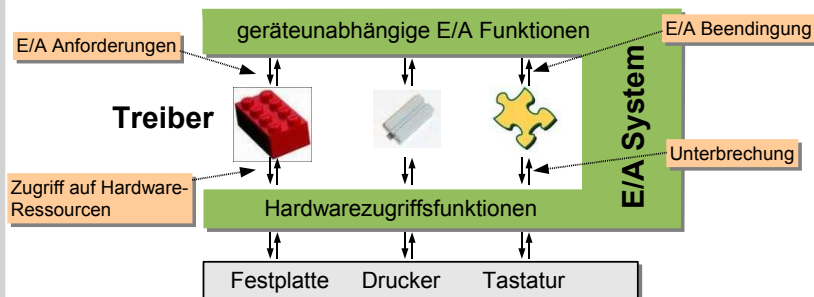 geräteunabhängige E/A Funktionen
E/A Anforderungen
E/A Beendingung
Treiber
E/A System
Unterbrechung
Zugriff auf Hardware-
Ressourcen
Hardwarezugriffsfunktionen
Festplatte Drucker Tastatur